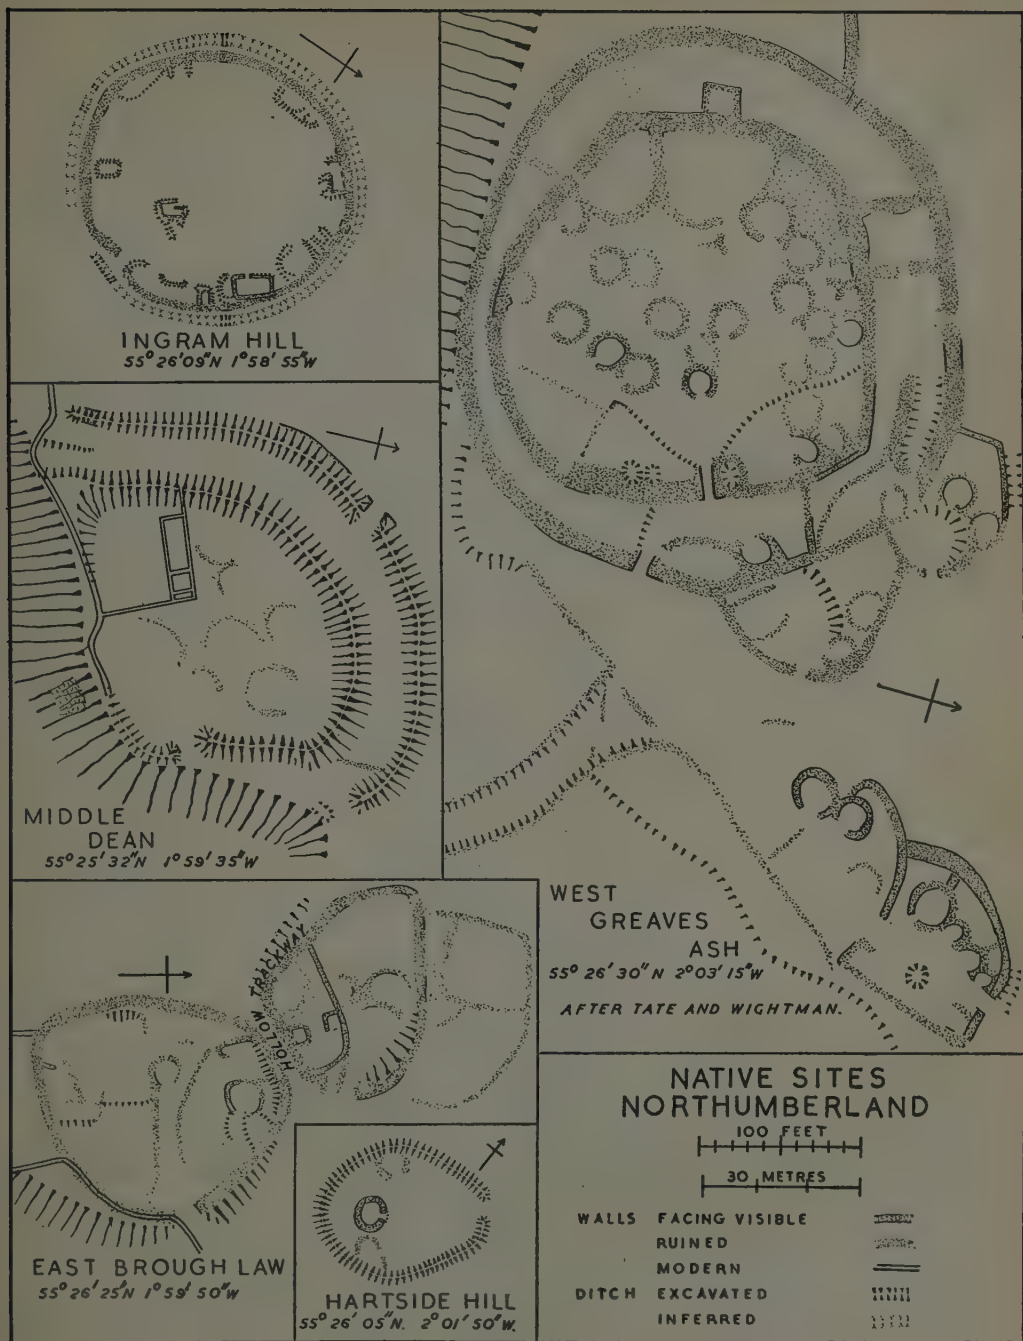 INGRAM HILL
55° 26' 09"N 1° 58' 55"W
MIDDLE
DEAN
55° 25' 32"N 1° 59' 35"W
WEST
GREAVES
ASH
55° 26' 30"N 2° 03' 15"W
AFTER TATE AND WIGHTMAN.
HOLLOW TRACKWAY
EAST BROUGH LAW
55° 26' 25"N 1° 59' 50"W
HARTSIDE HILL
55° 26' 05"N. 2° 01' 50"W.
NATIVE SITES
NORTHUMBERLAND
100 FEET
30 METRES
WALLS FACING VISIBLE
RUINED
MODERN
DITCH EXCAVATED
INFERRED